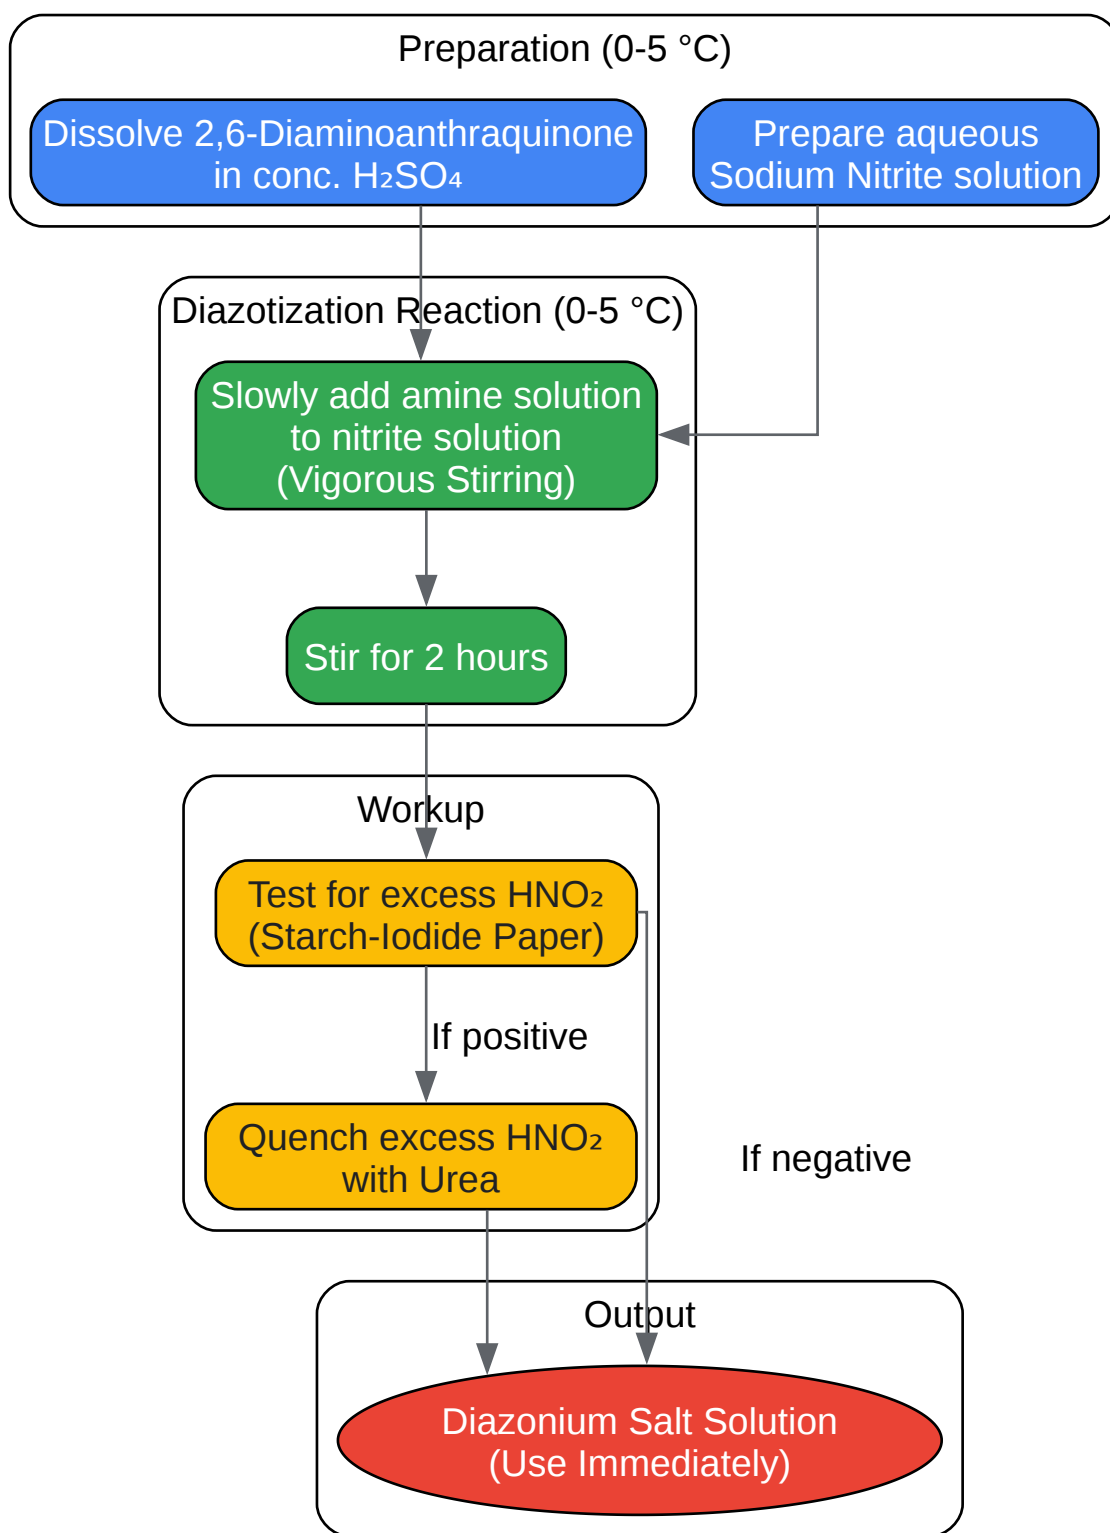 Preparation (0-5 °C)
Dissolve 2,6-Diaminoanthraquinone
in conc. H₂SO₄
Prepare aqueous
Sodium Nitrite solution
Diazotization Reaction (0-5 °C)
Slowly add amine solution
to nitrite solution
(Vigorous Stirring)
Stir for 2 hours
Workup
Test for excess HNO₂
(Starch-Iodide Paper)
If positive
Quench excess HNO₂
with Urea
If negative
Output
Diazonium Salt Solution
(Use Immediately)